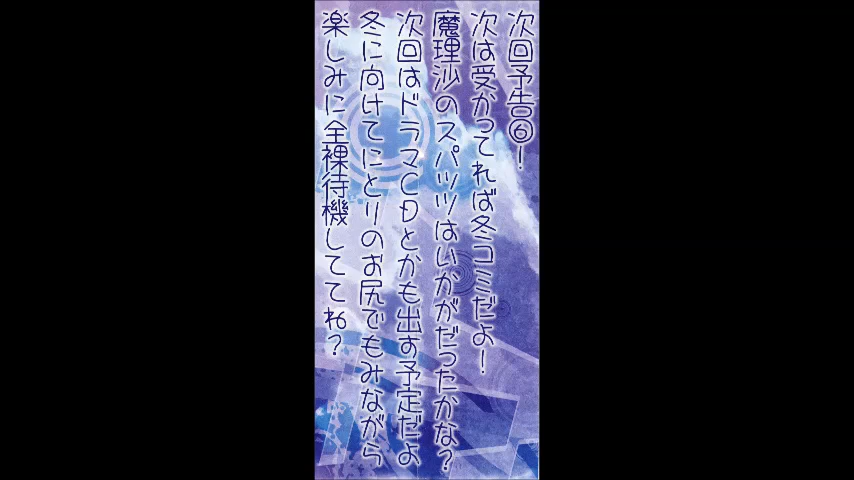 次回予告⑥！
次は受かってれば冬コミだよ！
魔理沙のスパッツはいかがだったかな？
次回はドラマCDとかも出す予定だよ
冬に向けてにとりのお尻でもみながら
楽しみに全裸待機しててね？